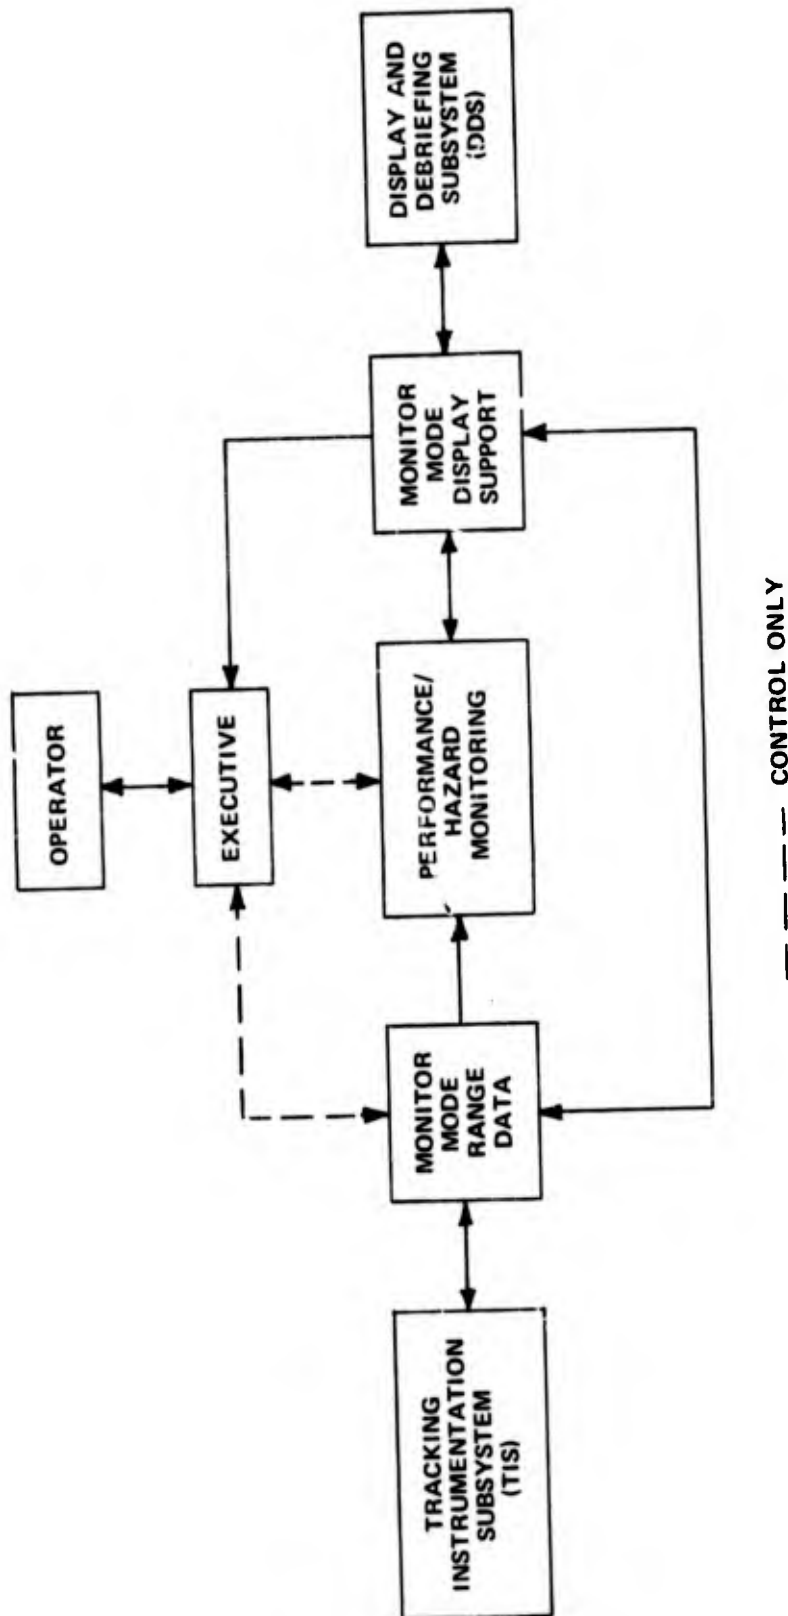 OPERATOR
EXECUTIVE
TRACKING
INSTRUMENTATION
SUBSYSTEM
(TIS)
MONITOR
MODE
RANGE
DATA
PERFORMANCE/
HAZARD
MONITORING
MONITOR
MODE
DISPLAY
SUPPORT
DISPLAY AND
DEBRIEFING
SUBSYSTEM
(DDS)
CONTROL ONLY